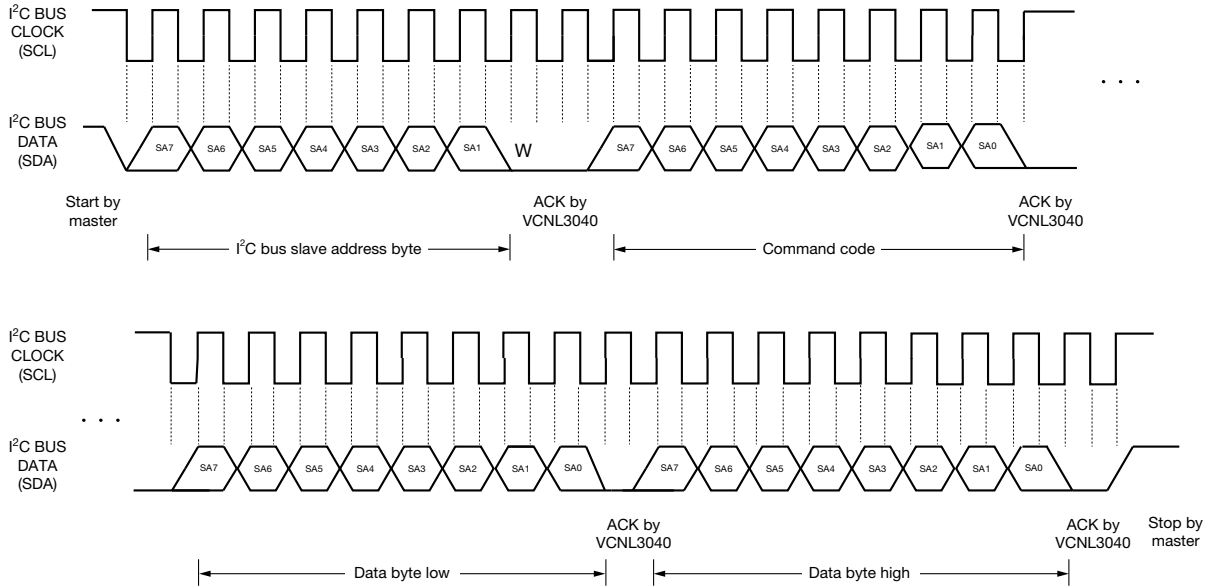 I²C BUS
CLOCK
(SCL)
. . .
I²C BUS
DATA
(SDA)
SA7 SA6 SA5 SA4 SA3 SA2 SA1 W SA7 SA6 SA5 SA4 SA3 SA2 SA1 SA0
Start by
master
ACK by
VCNL3040
ACK by
VCNL3040
I²C bus slave address byte
Command code
I²C BUS
CLOCK
(SCL)
. . .
I²C BUS
DATA
(SDA)
SA7 SA6 SA5 SA4 SA3 SA2 SA1 SA0 SA7 SA6 SA5 SA4 SA3 SA2 SA1 SA0
ACK by
VCNL3040
ACK by
VCNL3040
Stop by
master
Data byte low
Data byte high